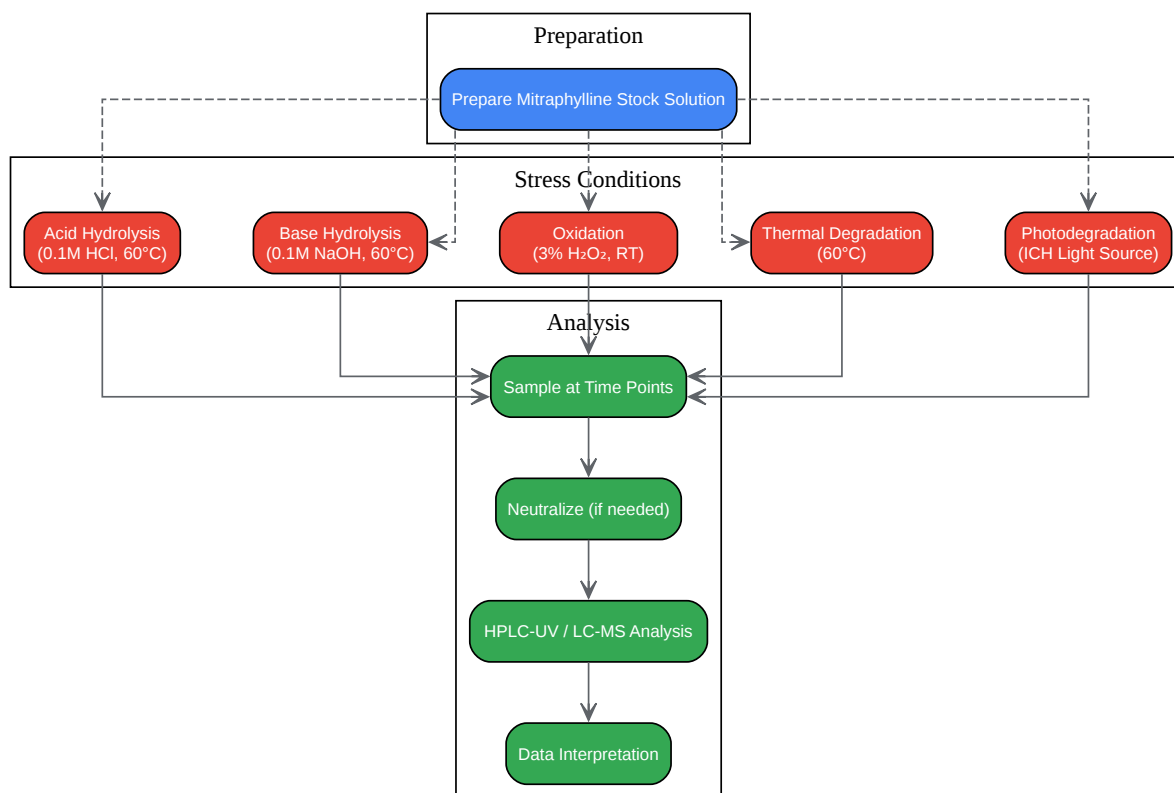 Preparation
Prepare Mitraphylline Stock Solution
Stress Conditions
Acid Hydrolysis
(0.1M HCl, 60°C)
Base Hydrolysis
(0.1M NaOH, 60°C)
Oxidation
(3% H₂O₂, RT)
Thermal Degradation
(60°C)
Photodegradation
(ICH Light Source)
Analysis
Sample at Time Points
Neutralize (if needed)
HPLC-UV / LC-MS Analysis
Data Interpretation